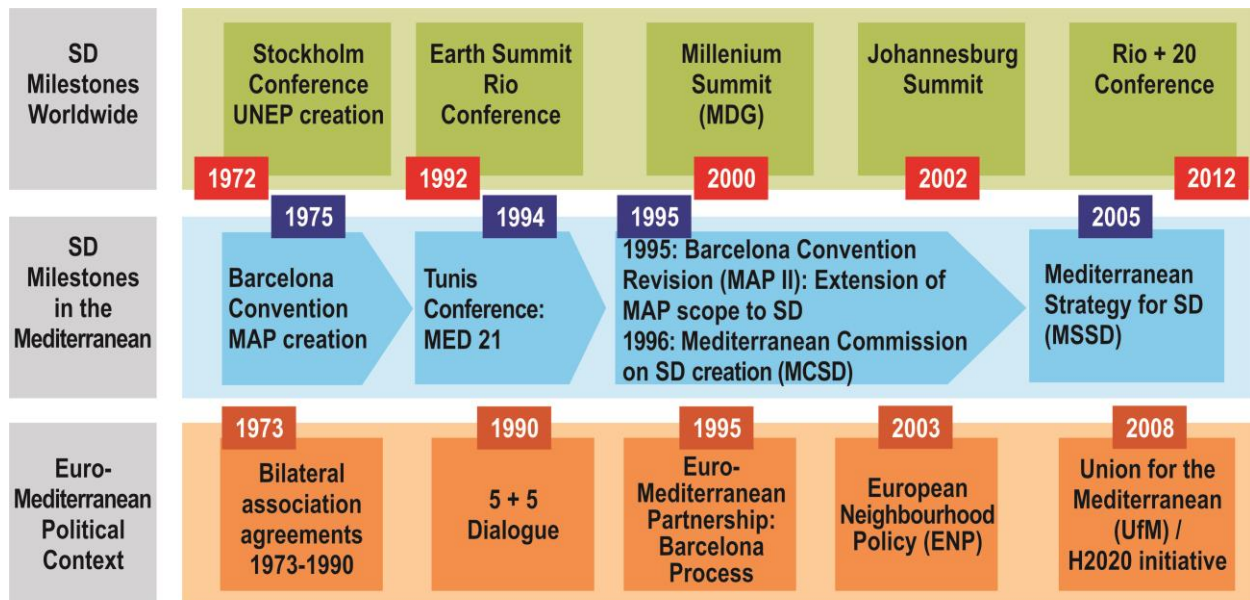 SD
Milestones
Worldwide
Stockholm
Conference
UNEP creation
1972
Earth Summit
Rio
Conference
1992
Millenium
Summit
(MDG)
2000
Johannesburg
Summit
2002
Rio + 20
Conference
2012
SD
Milestones
in the
Mediterranean
1975
Barcelona
Convention
MAP creation
1994
Tunis
Conference:
MED 21
1995
1995: Barcelona Convention
Revision (MAP II): Extension of
MAP scope to SD
1996: Mediterranean Commission
on SD creation (MCSD)
2005
Mediterranean
Strategy for SD
(MSSD)
Euro-
Mediterranean
Political
Context
1973
Bilateral
association
agreements
1973-1990
1990
5 + 5
Dialogue
1995
Euro-
Mediterranean
Partnership:
Barcelona
Process
2003
European
Neighbourhood
Policy (ENP)
2008
Union for the
Mediterranean
(UfM) /
H2020 initiative